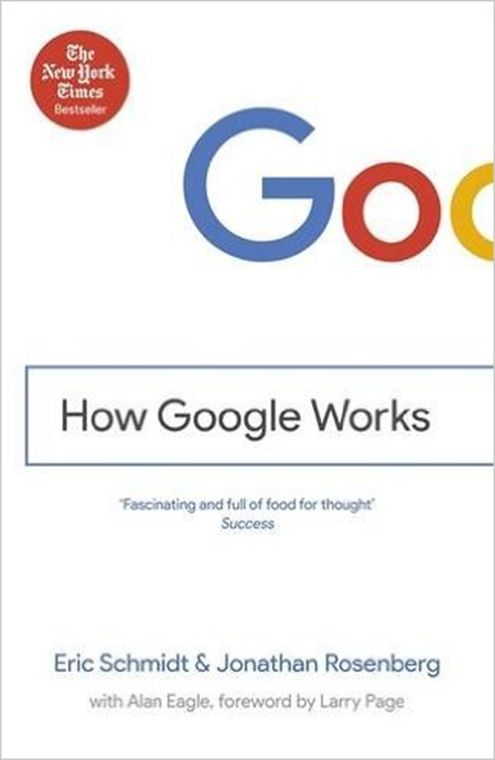 The
New York
Times
Bestseller
Goo
How Google Works
'Fascinating and full of food for thought'
Success
Eric Schmidt & Jonathan Rosenberg
with Alan Eagle, foreword by Larry Page